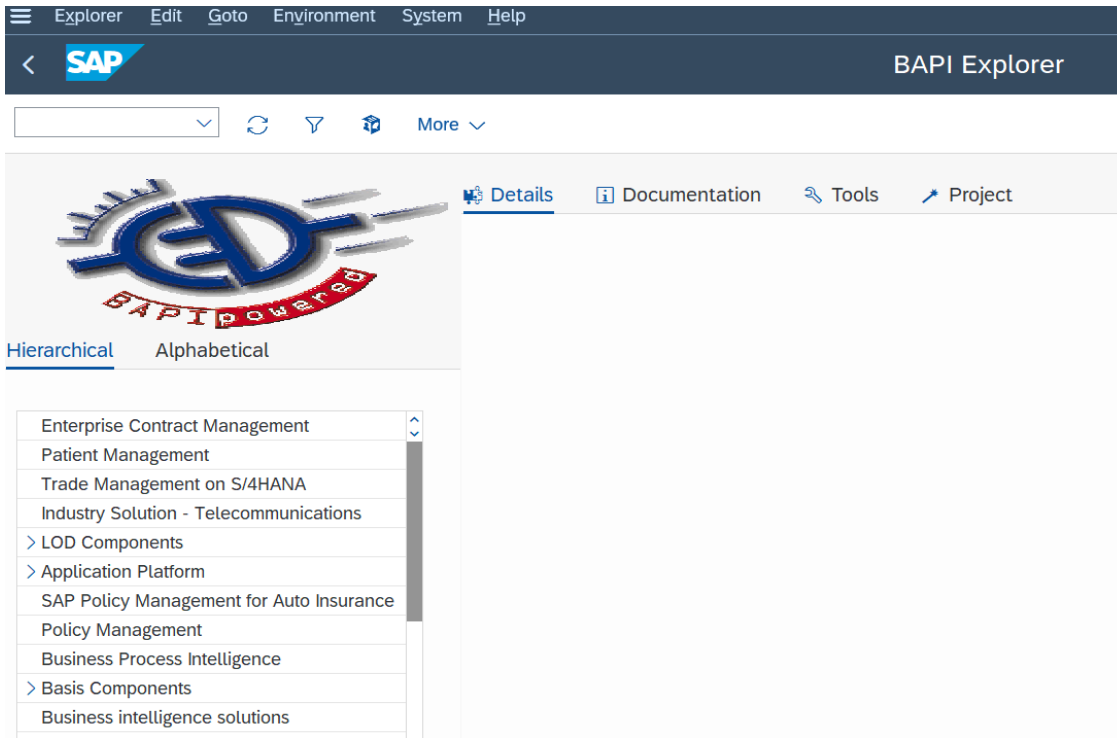 Explorer Edit Goto Environment System Help
SAP BAPI Explorer
More
Details Documentation Tools Project
BAPI powered
Hierarchical Alphabetical
Enterprise Contract Management
Patient Management
Trade Management on S/4HANA
Industry Solution - Telecommunications
LOD Components
Application Platform
SAP Policy Management for Auto Insurance
Policy Management
Business Process Intelligence
Basis Components
Business intelligence solutions